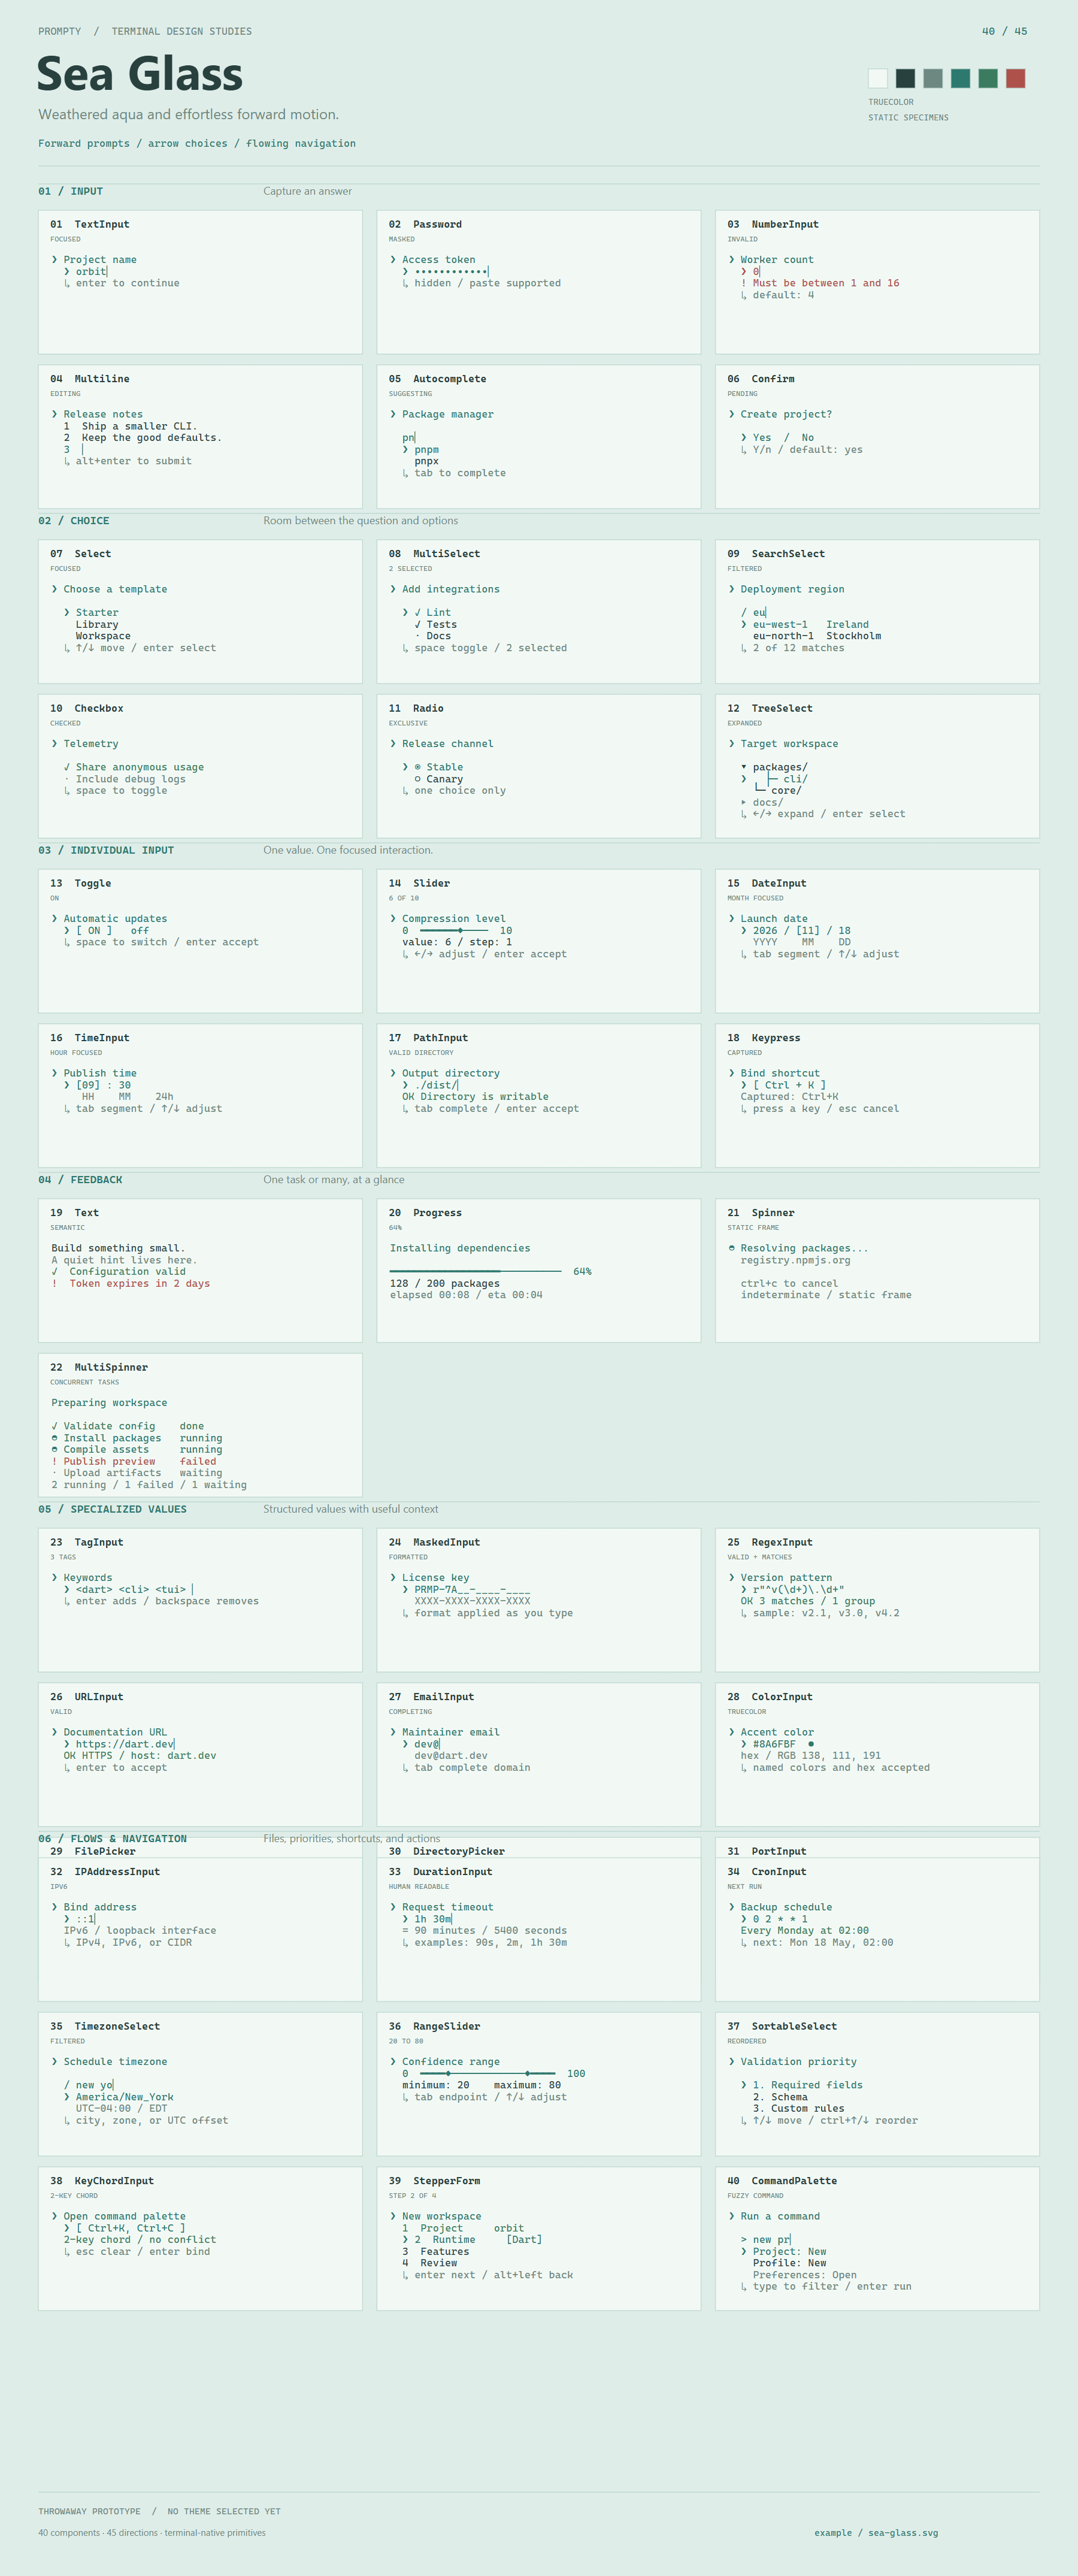 PROMPTY / TERMINAL DESIGN STUDIES
40 / 45
Sea Glass
Weathered aqua and effortless forward motion.
TRUECOLOR
STATIC SPECIMENS
Forward prompts / arrow choices / flowing navigation
01 / INPUT
Capture an answer
01 TextInput
FOCUSED
❯ Project name
❯ orbit
↳ enter to continue
02 Password
MASKED
❯ Access token
❯ ••••••••••••
↳ hidden / paste supported
03 NumberInput
INVALID
❯ Worker count
❯ 0
! Must be between 1 and 16
↳ default: 4
04 Multiline
EDITING
❯ Release notes
1 Ship a smaller CLI.
2 Keep the good defaults.
3
↳ alt+enter to submit
05 Autocomplete
SUGGESTING
❯ Package manager
pn
❯ pnpm
pnpx
↳ tab to complete
06 Confirm
PENDING
❯ Create project?
❯ Yes / No
↳ Y/n / default: yes
02 / CHOICE
Room between the question and options
07 Select
FOCUSED
❯ Choose a template
❯ Starter
Library
Workspace
↳ ↑/↓ move / enter select
08 MultiSelect
2 SELECTED
❯ Add integrations
❯ ✓ Lint
✓ Tests
· Docs
↳ space toggle / 2 selected
09 SearchSelect
FILTERED
❯ Deployment region
/ eu
❯ eu-west-1 Ireland
eu-north-1 Stockholm
↳ 2 of 12 matches
10 Checkbox
CHECKED
❯ Telemetry
✓ Share anonymous usage
· Include debug logs
↳ space to toggle
11 Radio
EXCLUSIVE
❯ Release channel
❯ ◉ Stable
○ Canary
↳ one choice only
12 TreeSelect
EXPANDED
❯ Target workspace
▾ packages/
❯ ├─ cli/
└─ core/
▸ docs/
↳ ←/→ expand / enter select
03 / INDIVIDUAL INPUT
One value. One focused interaction.
13 Toggle
ON
❯ Automatic updates
❯ [ ON ] off
↳ space to switch / enter accept
14 Slider
6 OF 10
❯ Compression level
0 ━━━━━━◆──── 10
value: 6 / step: 1
↳ ←/→ adjust / enter accept
15 DateInput
MONTH FOCUSED
❯ Launch date
❯ 2026 / [11] / 18
YYYY MM DD
↳ tab segment / ↑/↓ adjust
16 TimeInput
HOUR FOCUSED
❯ Publish time
❯ [09] : 30
HH MM 24h
↳ tab segment / ↑/↓ adjust
17 PathInput
VALID DIRECTORY
❯ Output directory
❯ ./dist/
OK Directory is writable
↳ tab complete / enter accept
18 Keypress
CAPTURED
❯ Bind shortcut
❯ [ Ctrl + K ]
Captured: Ctrl+K
↳ press a key / esc cancel
04 / FEEDBACK
One task or many, at a glance
19 Text
SEMANTIC
Build something small.
A quiet hint lives here.
✓ Configuration valid
! Token expires in 2 days
20 Progress
64%
Installing dependencies
64%
128 / 200 packages
elapsed 00:08 / eta 00:04
21 Spinner
STATIC FRAME
◓ Resolving packages...
registry.npmjs.org
ctrl+c to cancel
indeterminate / static frame
22 MultiSpinner
CONCURRENT TASKS
Preparing workspace
✓ Validate config done
◓ Install packages running
◓ Compile assets running
! Publish preview failed
· Upload artifacts waiting
2 running / 1 failed / 1 waiting
05 / SPECIALIZED VALUES
Structured values with useful context
23 TagInput
3 TAGS
❯ Keywords
❯ <dart> <cli> <tui>
↳ enter adds / backspace removes
24 MaskedInput
FORMATTED
❯ License key
❯ PRMP-7A__-____-____
XXXX-XXXX-XXXX-XXXX
↳ format applied as you type
25 RegexInput
VALID + MATCHES
❯ Version pattern
❯ r"^v(\d+)\.\d+"
OK 3 matches / 1 group
↳ sample: v2.1, v3.0, v4.2
26 URLInput
VALID
❯ Documentation URL
❯ https://dart.dev
OK HTTPS / host: dart.dev
↳ enter to accept
27 EmailInput
COMPLETING
❯ Maintainer email
❯ dev@
dev@dart.dev
↳ tab complete domain
28 ColorInput
TRUECOLOR
❯ Accent color
❯ #8A6FBF ●
hex / RGB 138, 111, 191
↳ named colors and hex accepted
06 / FLOWS & NAVIGATION
Files, priorities, shortcuts, and actions
29 FilePicker
30 DirectoryPicker
31 PortInput
32 IPAddressInput
IPV6
❯ Bind address
❯ ::1
IPv6 / loopback interface
↳ IPv4, IPv6, or CIDR
33 DurationInput
HUMAN READABLE
❯ Request timeout
❯ 1h 30m
= 90 minutes / 5400 seconds
↳ examples: 90s, 2m, 1h 30m
34 CronInput
NEXT RUN
❯ Backup schedule
❯ 0 2 * * 1
Every Monday at 02:00
↳ next: Mon 18 May, 02:00
35 TimezoneSelect
FILTERED
❯ Schedule timezone
/ new yo
❯ America/New_York
UTC-04:00 / EDT
↳ city, zone, or UTC offset
36 RangeSlider
20 TO 80
❯ Confidence range
0 100
minimum: 20 maximum: 80
↳ tab endpoint / ↑/↓ adjust
37 SortableSelect
REORDERED
❯ Validation priority
❯ 1. Required fields
2. Schema
3. Custom rules
↳ ↑/↓ move / ctrl+↑/↓ reorder
38 KeyChordInput
2-KEY CHORD
❯ Open command palette
❯ [ Ctrl+K, Ctrl+C ]
2-key chord / no conflict
↳ esc clear / enter bind
39 StepperForm
STEP 2 OF 4
❯ New workspace
1 Project orbit
❯ 2 Runtime [Dart]
3 Features
4 Review
↳ enter next / alt+left back
40 CommandPalette
FUZZY COMMAND
❯ Run a command
> new pr
❯ Project: New
Profile: New
Preferences: Open
↳ type to filter / enter run
THROWAWAY PROTOTYPE / NO THEME SELECTED YET
40 components · 45 directions · terminal-native primitives
example / sea-glass.svg